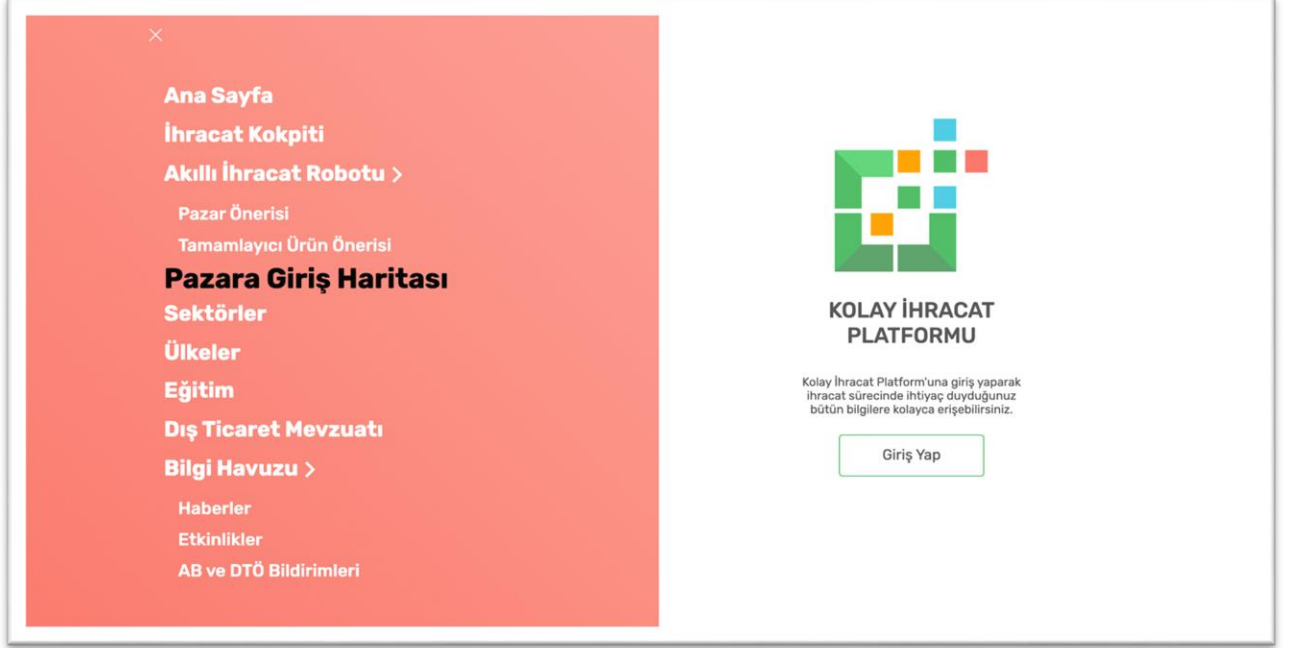 Ana Sayfa
İhracat Kokpiti
Akıllı İhracat Robotu >
Pazar Önerisi
Tamamlayıcı Ürün Önerisi
Pazara Giriş Haritası
Sektörler
Ülkeler
Eğitim
Dış Ticaret Mevzuatı
Bilgi Havuzu >
Haberler
Etkinlikler
AB ve DTÖ Bildirimleri
KOLAY İHRACAT
PLATFORMU
Kolay İhracat Platform'una giriş yaparak
ihracat sürecinde ihtiyaç duyduğunuz
bütün bilgilere kolayca erişebilirsiniz.
Giriş Yap